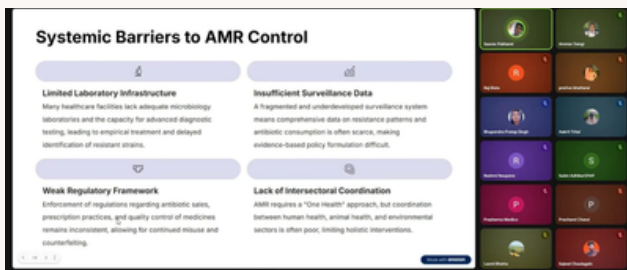 Systemic Barriers to AMR Control
Limited Laboratory Infrastructure
Many healthcare facilities lack adequate microbiology
laboratories and the capacity for advanced diagnostic
testing, leading to empirical treatment and delayed
identification of resistant strains.
Insufficient Surveillance Data
A fragmented and underdeveloped surveillance system
means comprehensive data on resistance patterns and
antibiotic consumption is often scarce, making
evidence-based policy formulation difficult.
Weak Regulatory Framework
Enforcement of regulations regarding antibiotic sales,
prescription practices, and quality control of medicines
remains inconsistent, allowing for continued misuse and
counterfeiting.
Lack of Intersectoral Coordination
AMR requires a "One Health" approach, but coordination
between human health, animal health, and environmental
sectors is often poor, limiting holistic interventions.
Made with
R
R
S
P
P